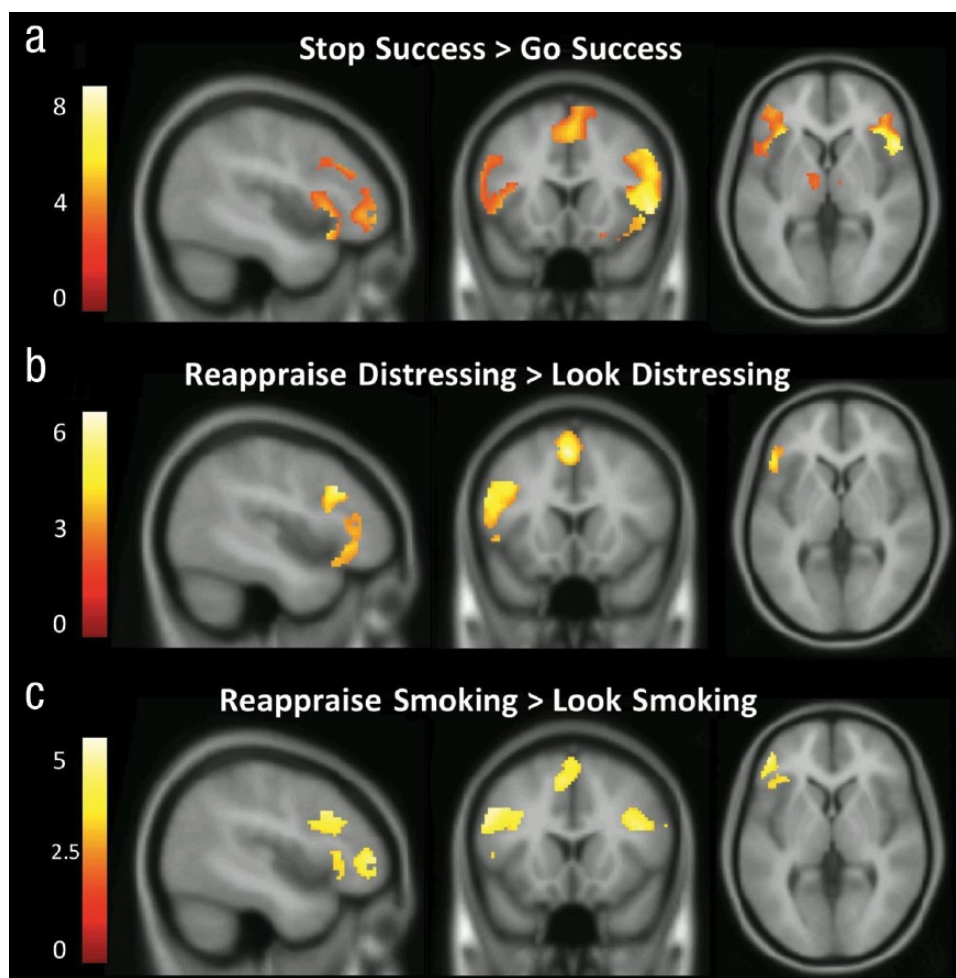 a
Stop Success > Go Success
8
4
0
b
Reappraise Distressing > Look Distressing
6
3
0
c
Reappraise Smoking > Look Smoking
5
2.5
0